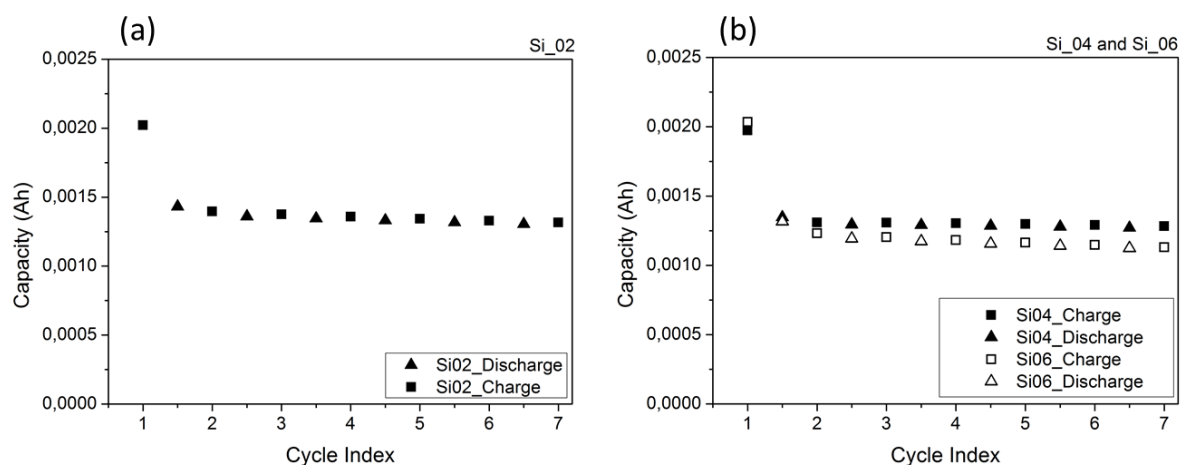 (a)
Si_02
0,0025
0,0020
0,0015
0,0010
0,0005
0,0000
Capacity (Ah)
1 2 3 4 5 6 7
Cycle Index
Si02_Discharge
Si02_Charge
(b)
Si_04 and Si_06
0,0025
0,0020
0,0015
0,0010
0,0005
0,0000
Capacity (Ah)
1 2 3 4 5 6 7
Cycle Index
Si04_Charge
Si04_Discharge
Si06_Charge
Si06_Discharge